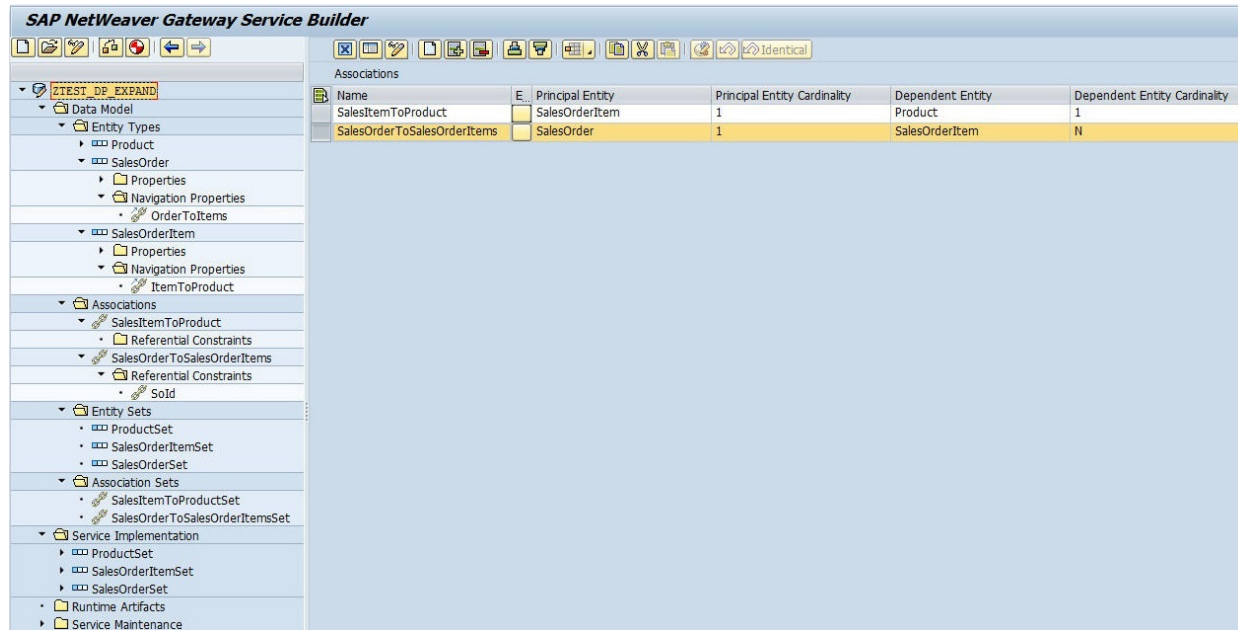 SAP NetWeaver Gateway Service Builder
Identical
Associations
Name E.. Principal Entity Principal Entity Cardinality Dependent Entity Dependent Entity Cardinality
SalesItemToProduct SalesOrderItem 1 Product 1
SalesOrderToSalesOrderItems SalesOrder 1 SalesOrderItem N
ZTEST_DP_EXPAND
Data Model
Entity Types
Product
SalesOrder
Properties
Navigation Properties
OrderToItems
SalesOrderItem
Properties
Navigation Properties
ItemToProduct
Associations
SalesItemToProduct
Referential Constraints
SalesOrderToSalesOrderItems
Referential Constraints
SoId
Entity Sets
ProductSet
SalesOrderItemSet
SalesOrderSet
Association Sets
SalesItemToProductSet
SalesOrderToSalesOrderItemsSet
Service Implementation
ProductSet
SalesOrderItemSet
SalesOrderSet
Runtime Artifacts
Service Maintenance